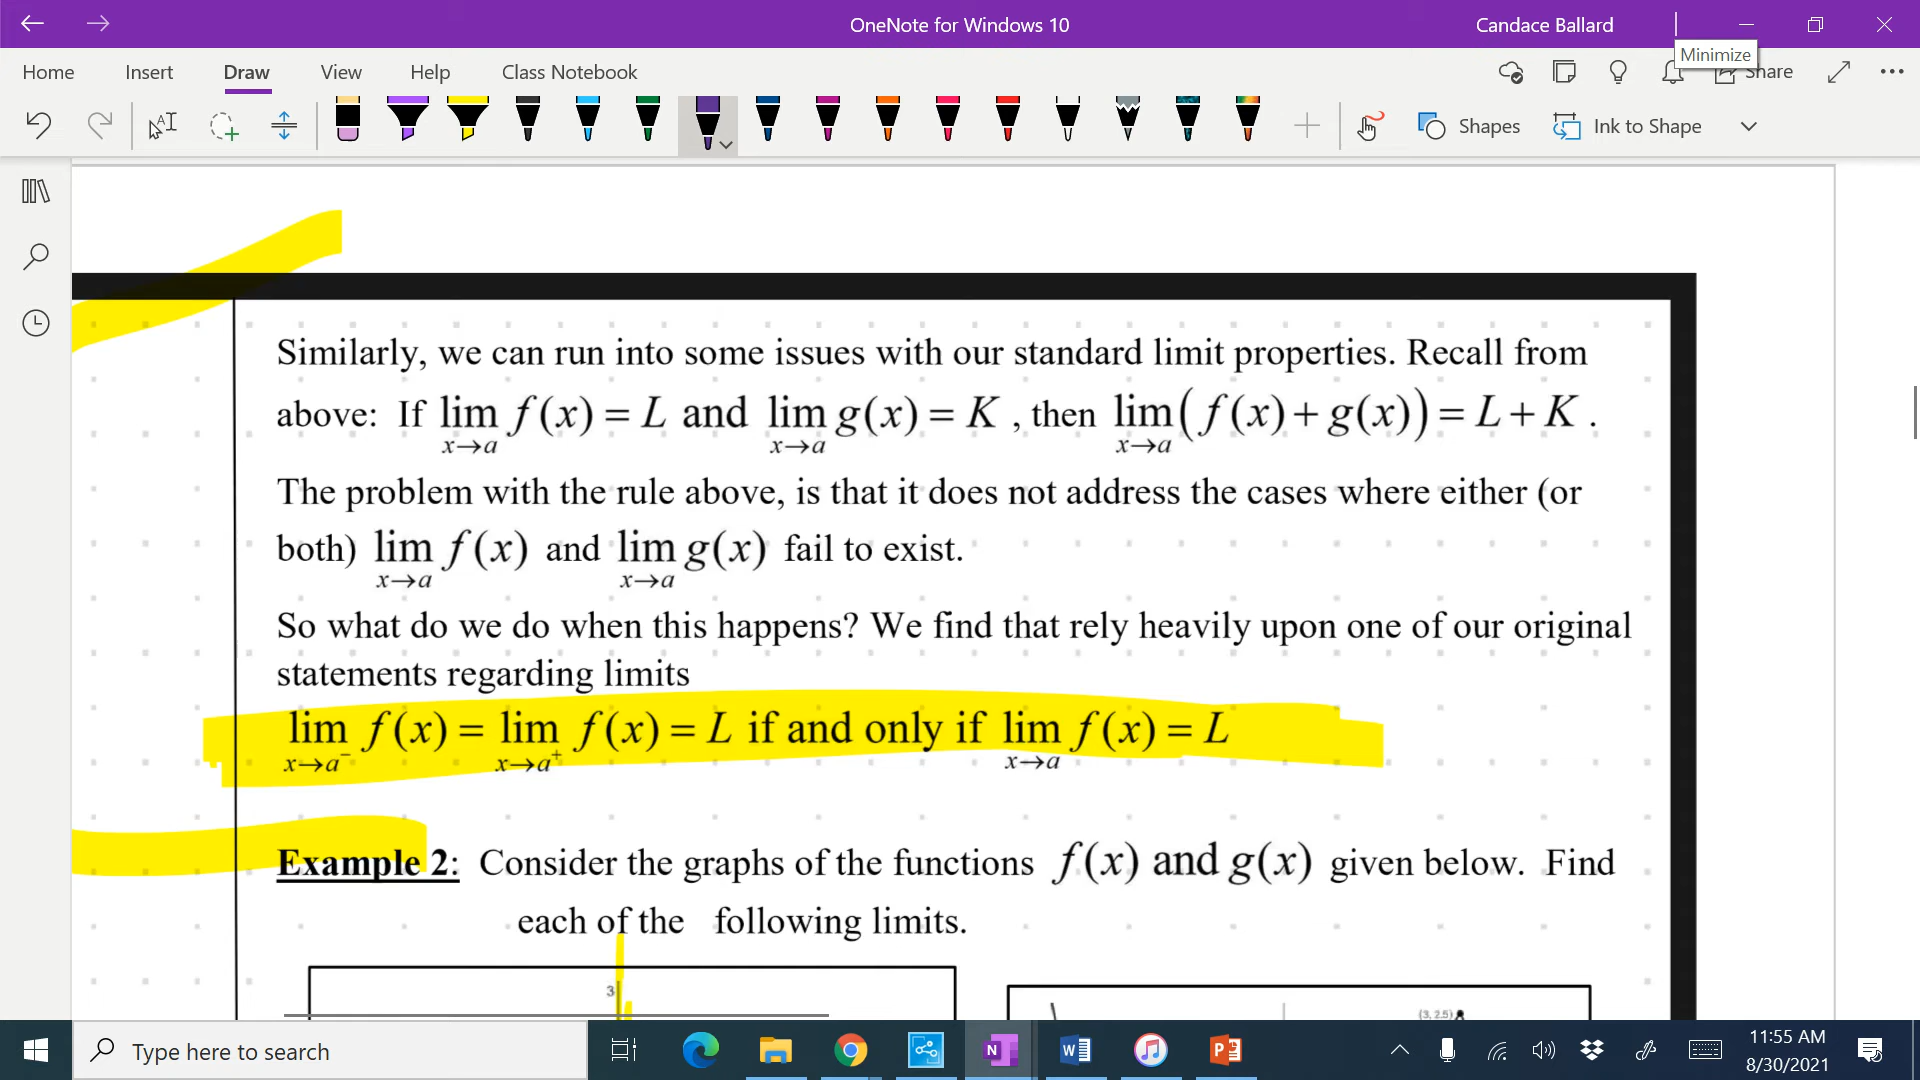 OneNote for Windows 10
Candace Ballard
Minimize
Home Insert Draw View Help Class Notebook
Share
Shapes
Ink to Shape
Similarly, we can run into some issues with our standard limit properties. Recall from
above: If lim f(x) = L and lim g(x) = K , then lim( f(x) + g(x)) = L + K .
x→a x→a x→a
The problem with the rule above, is that it does not address the cases where either (or
both) lim f(x) and lim g(x) fail to exist.
x→a x→a
So what do we do when this happens? We find that rely heavily upon one of our original
statements regarding limits
lim f(x) = lim f(x) = L if and only if lim f(x) = L
x→a⁻ x→a⁺ x→a
Example 2: Consider the graphs of the functions f(x) and g(x) given below. Find
each of the following limits.
3
(3, 2.5)
Type here to search
11:55 AM
8/30/2021